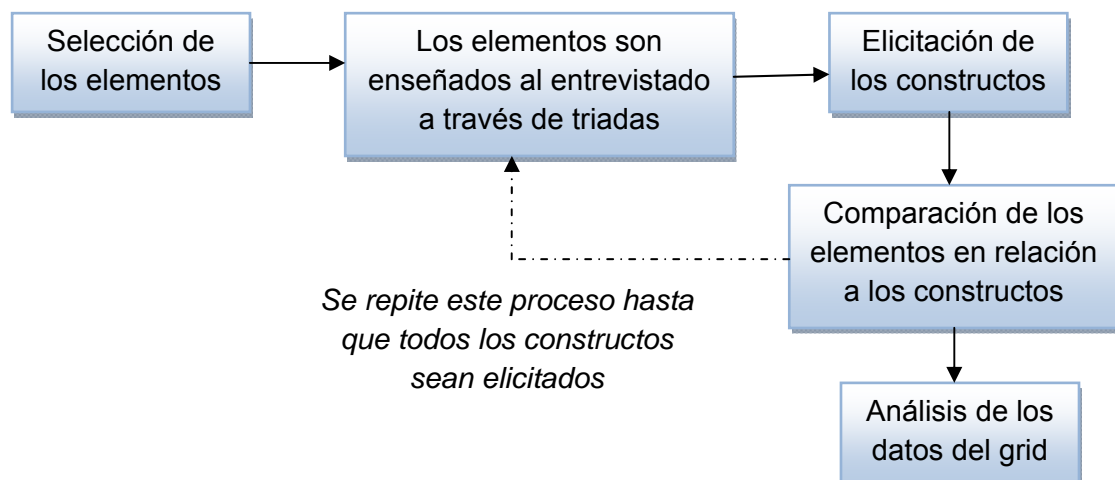 Selección de
los elementos
Los elementos son
enseñados al entrevistado
a través de triadas
Elicitación de
los constructos
Comparación de los
elementos en relación
a los constructos
Se repite este proceso hasta
que todos los constructos
sean elicitados
Análisis de los
datos del grid